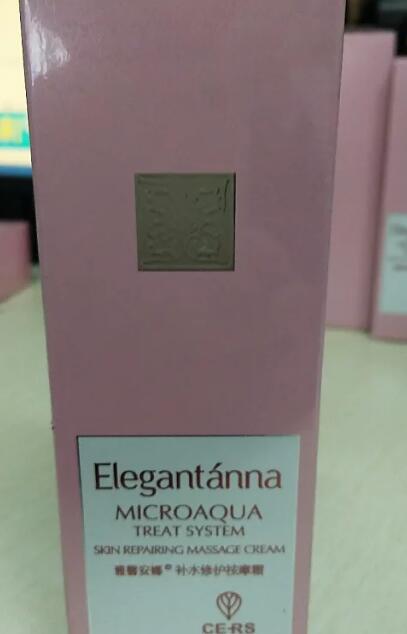 Elegantánna
MICROAQUA
TREAT SYSTEM
SKIN REPAIRING MASSAGE CREAM
雅馨安娜® 补水修护按摩霜
CE-RS